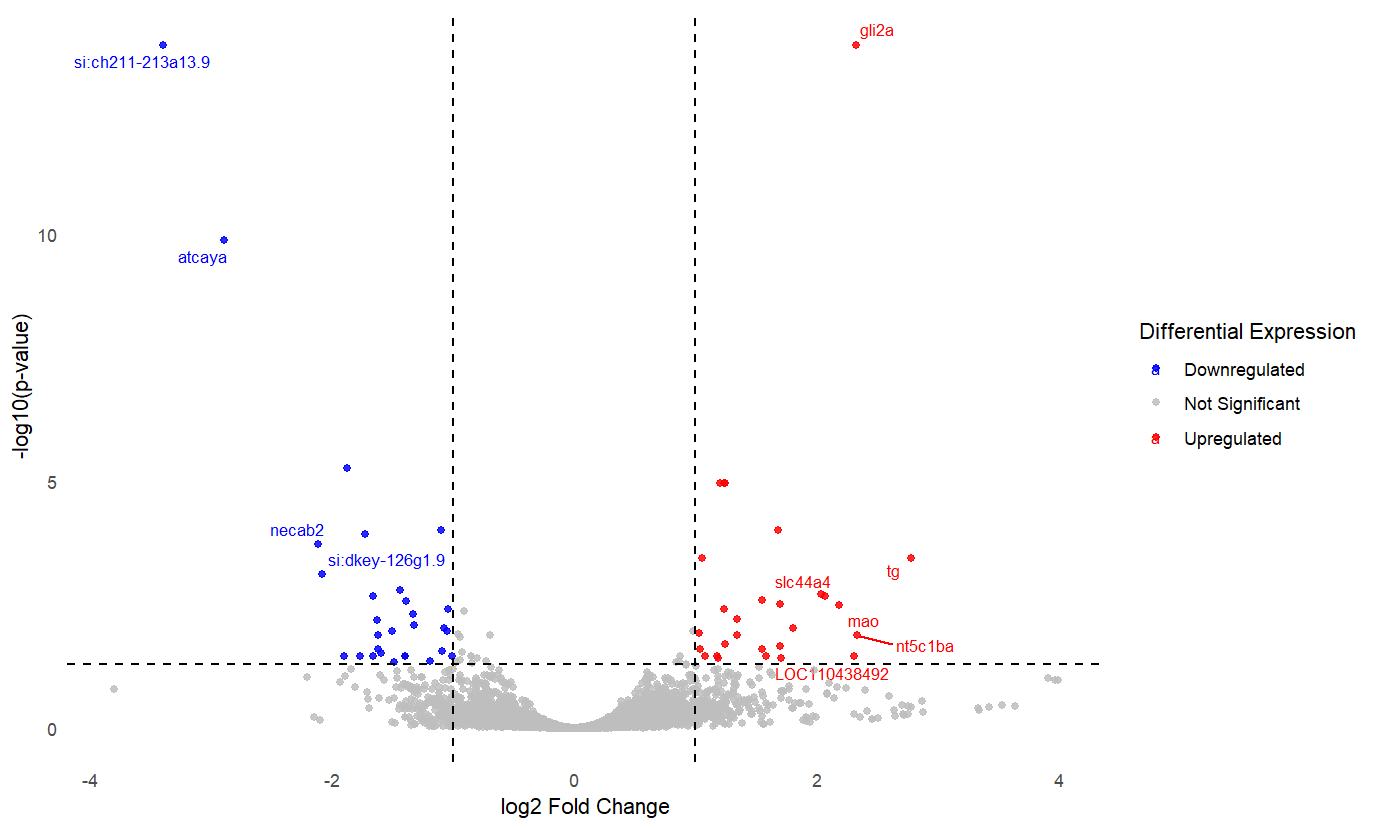 gli2a
si:ch211-213a13.9
10
atcaya
-log10(p-value)
Differential Expression
a Downregulated
Not Significant
a Upregulated
5
necab2
si:dkey-126g1.9
tg
slc44a4
mao
nt5c1ba
LOC110438492
0
-4 -2 0 2 4
log2 Fold Change